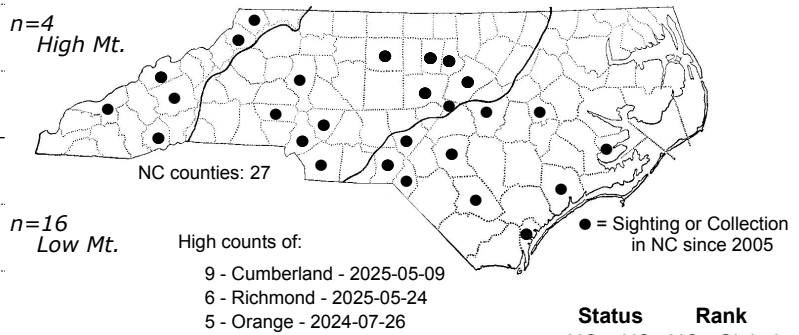 n=4
High Mt.
NC counties: 27
n=16
Low Mt.
● = Sighting or Collection
in NC since 2005
High counts of:
9 - Cumberland - 2025-05-09
6 - Richmond - 2025-05-24
5 - Orange - 2024-07-26
Status Rank